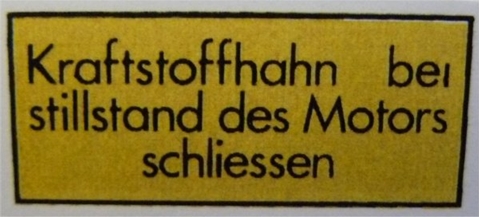 Kraftstoffhahn bei
stillstand des Motors
schliessen